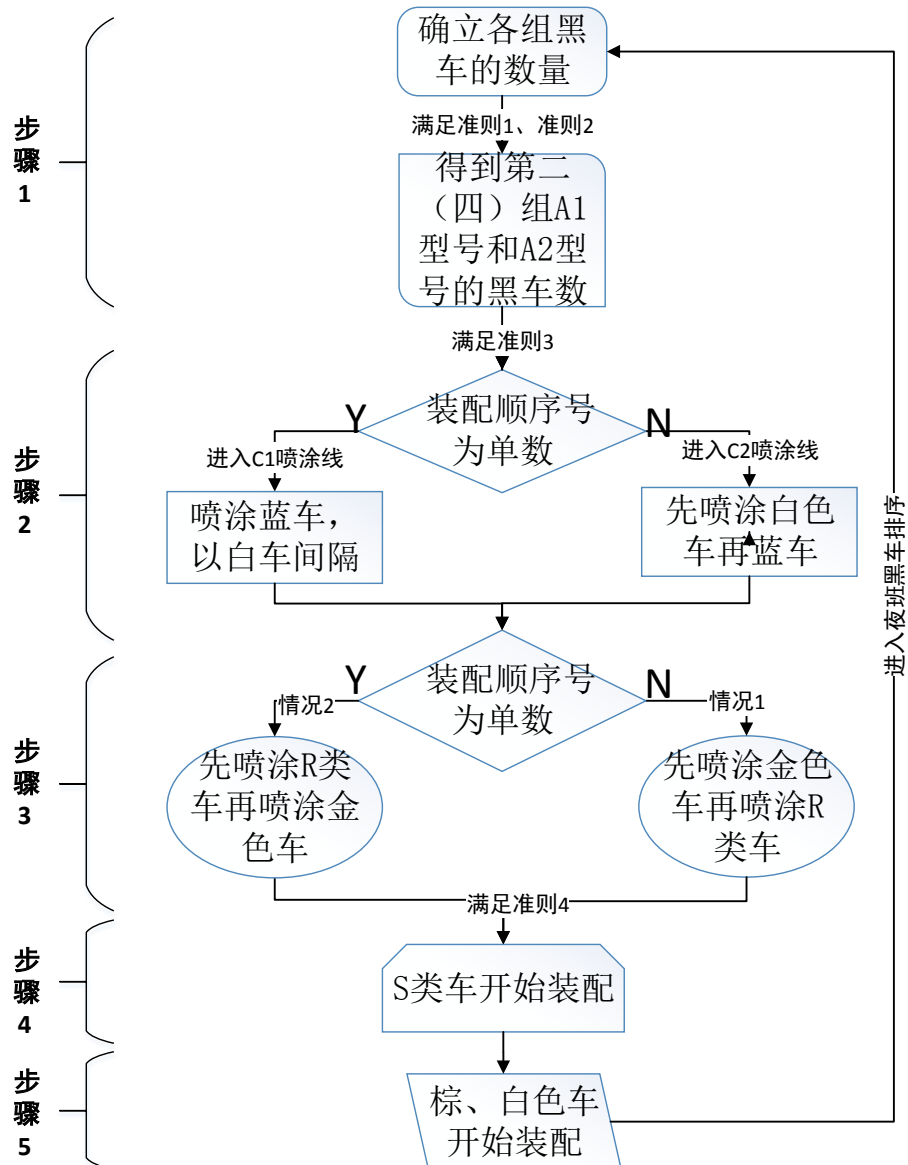 确立各组黑
车的数量
满足准则1、准则2
步
骤
1
得到第二
（四）组A1
型号和A2型
号的黑车数
满足准则3
装配顺序号
为单数
Y
N
进入C1喷涂线
进入C2喷涂线
步
骤
2
喷涂蓝车，
以白车间隔
先喷涂白色
车再蓝车
进入夜班黑车排序
装配顺序号
为单数
Y
N
情况2
情况1
步
骤
3
先喷涂R类
车再喷涂金
色车
先喷涂金色
车再喷涂R
类车
满足准则4
步
骤
4
S类车开始装配
步
骤
5
棕、白色车
开始装配